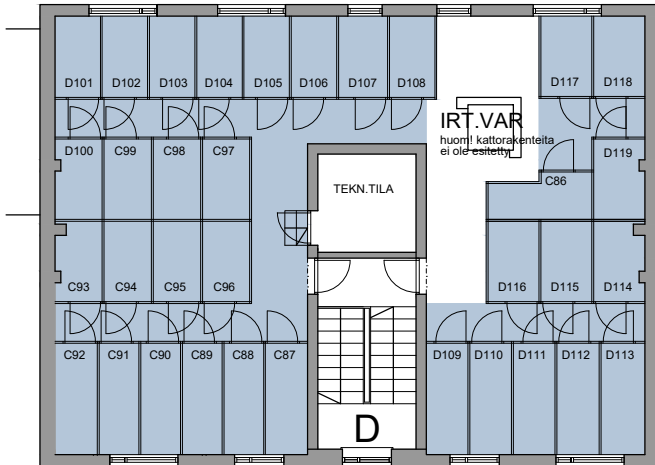 D101 D102 D103 D104 D105 D106 D107 D108 D117 D118
IRT.VAR
huom! kattorakenteita
ei ole esitetty
D100 C99 C98 C97 D119
TEKN.TILA
C86
C93 C94 C95 C96 D116 D115 D114
C92 C91 C90 C89 C88 C87 D109 D110 D111 D112 D113
D